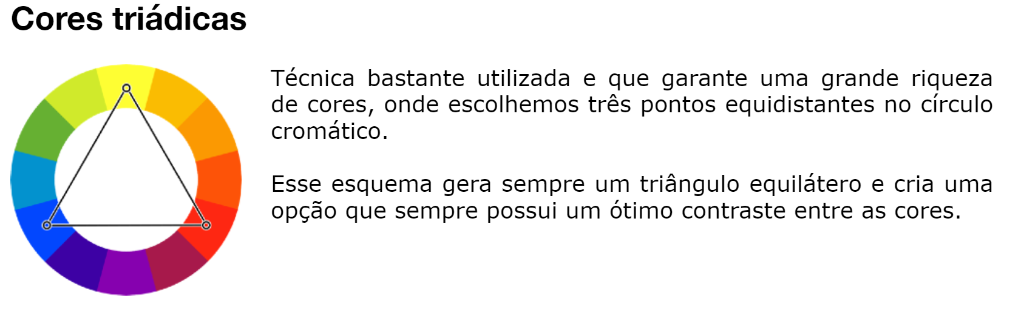 Cores triádicas
Técnica bastante utilizada e que garante uma grande riqueza
de cores, onde escolhemos três pontos equidistantes no círculo
cromático.
Esse esquema gera sempre um triângulo equilátero e cria uma
opção que sempre possui um ótimo contraste entre as cores.